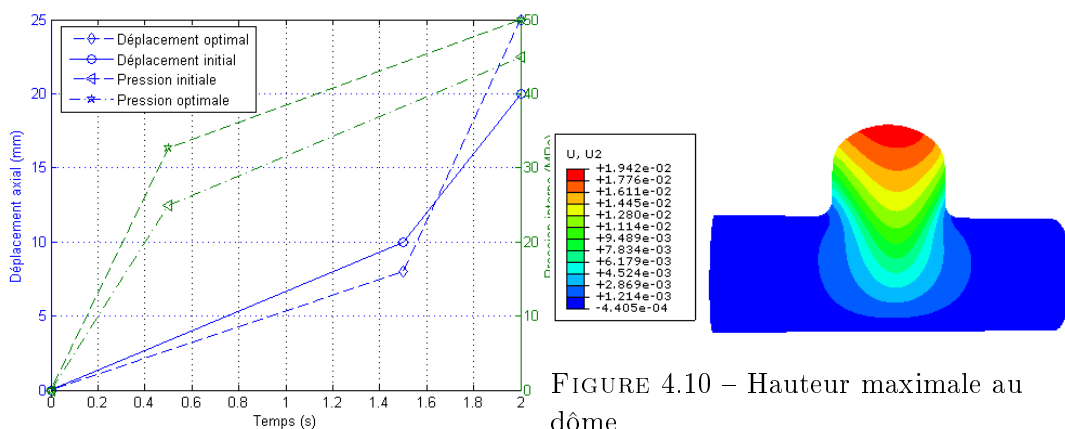 Déplacement optimal
Déplacement initial
Pression initiale
Pression optimale
25
20
15
10
5
0
Déplacement axial (mm)
0
0.2
0.4
0.6
0.8
1
1.2
1.4
1.6
1.8
2
Temps (s)
50
40
30
20
10
0
(MPa)
U, U2
+1.942e-02
+1.776e-02
+1.611e-02
+1.445e-02
+1.280e-02
+1.114e-02
+9.489e-03
+7.834e-03
+6.179e-03
+4.524e-03
+2.869e-03
+1.214e-03
-4.405e-04
FIGURE 4.10 – Hauteur maximale au
dôme